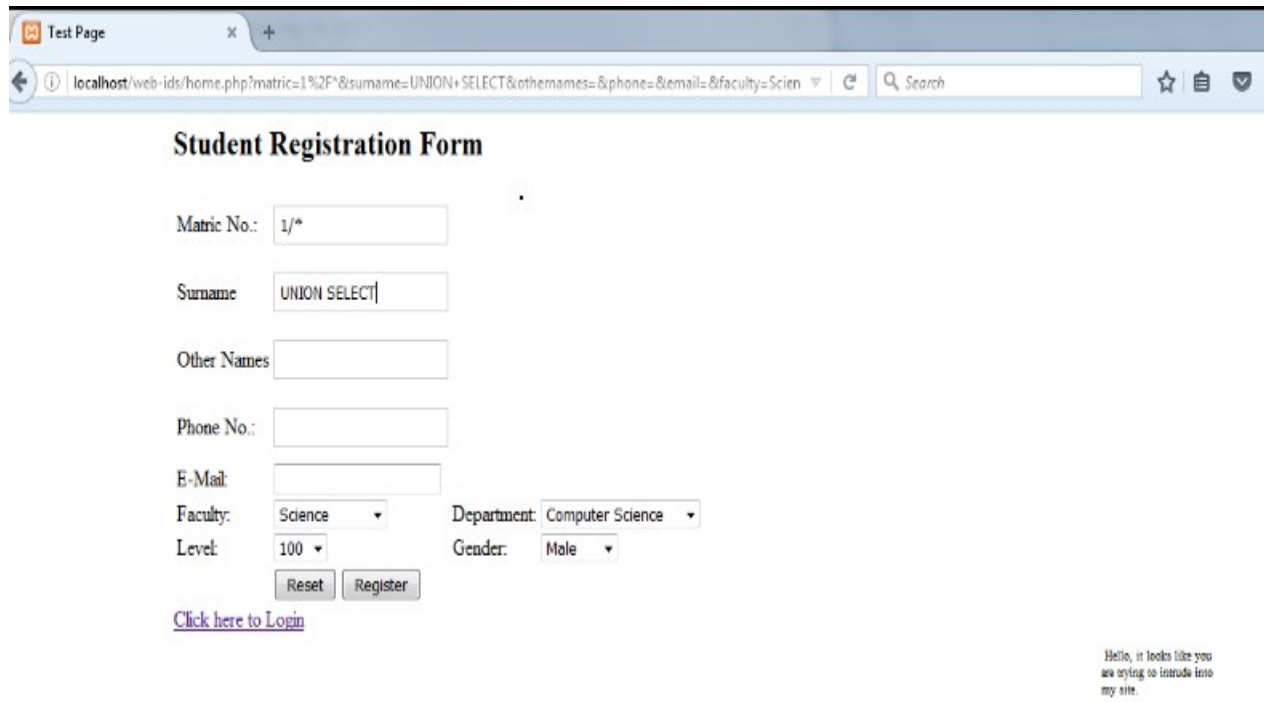 Test Page
localhost/web-ids/home.php?matric=1%2F*&surname=UNION+SELECT&othernames=&phone=&email=&faculty=Scien
Search
Student Registration Form
Matric No.: 1/*
Surname UNION SELECT
Other Names
Phone No.:
E-Mail:
Faculty: Science Department: Computer Science
Level: 100 Gender: Male
Reset Register
Click here to Login
Hello, it looks like you
are trying to intrude into
my site.